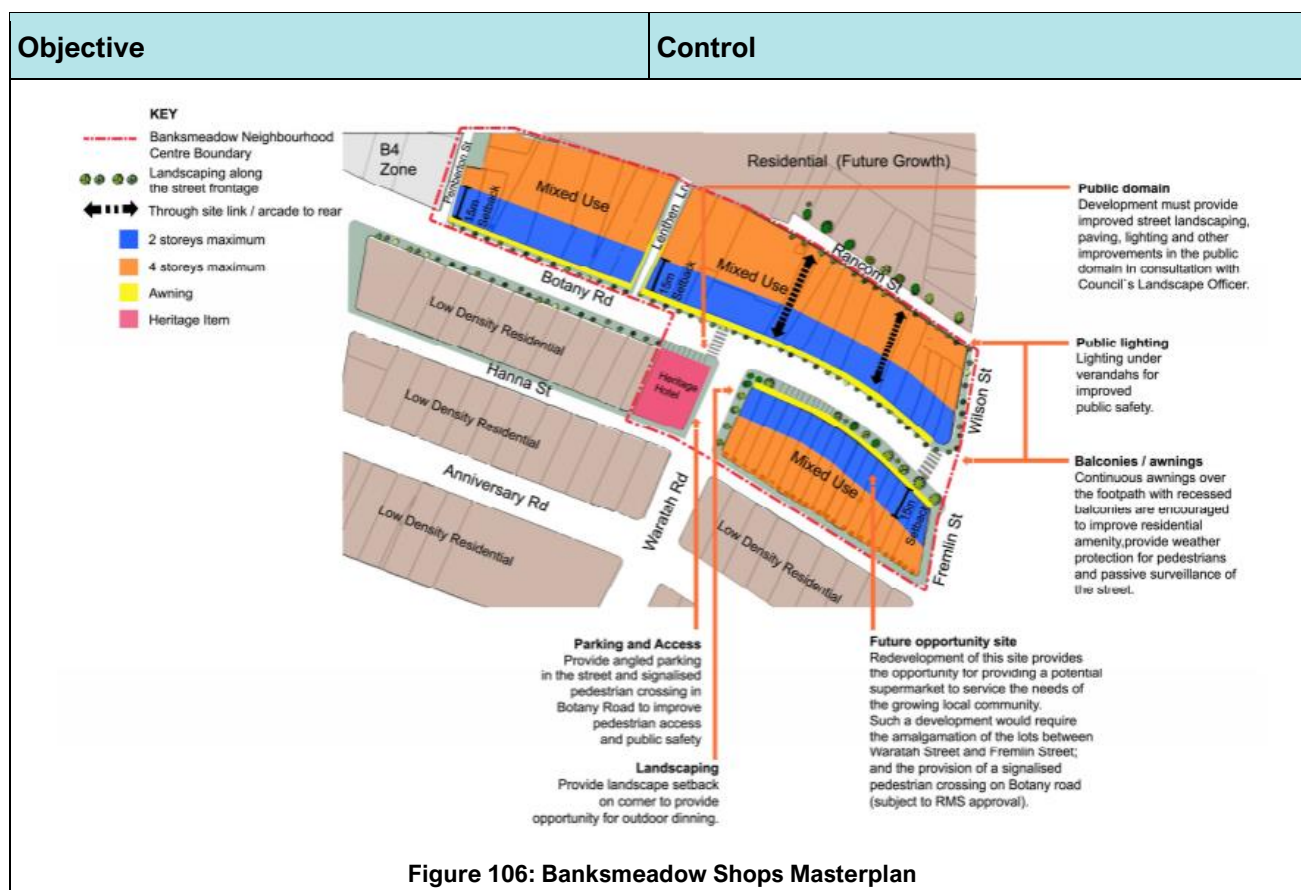 Objective
Control
KEY
Banksmeadow Neighbourhood
Centre Boundary
Landscaping along
the street frontage
Through site link / arcade to rear
2 storeys maximum
4 storeys maximum
Awning
Heritage Item
B4
Zone
Pemberton St
Mixed Use
15m
Setback
Lenthen Ln
Residential (Future Growth)
Rancom St
Mixed Use
15m
Setback
Botany Rd
Low Density Residential
Hanna St
Heritage
Hotel
Low Density Residential
Anniversary Rd
Low Density Residential
Waratah Rd
Mixed Use
15m
Setback
Wilson St
Fremlin St
Low Density
Residential
Public domain
Development must provide
improved street landscaping,
paving, lighting and other
improvements in the public
domain in consultation with
Council`s Landscape Officer.
Public lighting
Lighting under
verandahs for
improved
public safety.
Balconies / awnings
Continuous awnings over
the footpath with recessed
balconies are encouraged
to improve residential
amenity,provide weather
protection for pedestrians
and passive surveillance of
the street.
Parking and Access
Provide angled parking
in the street and signalised
pedestrian crossing in
Botany Road to improve
pedestrian access
and public safety
Landscaping
Provide landscape setback
on corner to provide
opportunity for outdoor dinning.
Future opportunity site
Redevelopment of this site provides
the opportunity for providing a potential
supermarket to service the needs of
the growing local community.
Such a development would require
the amalgamation of the lots between
Waratah Street and Fremlin Street;
and the provision of a signalised
pedestrian crossing on Botany road
(subject to RMS approval).
Figure 106: Banksmeadow Shops Masterplan